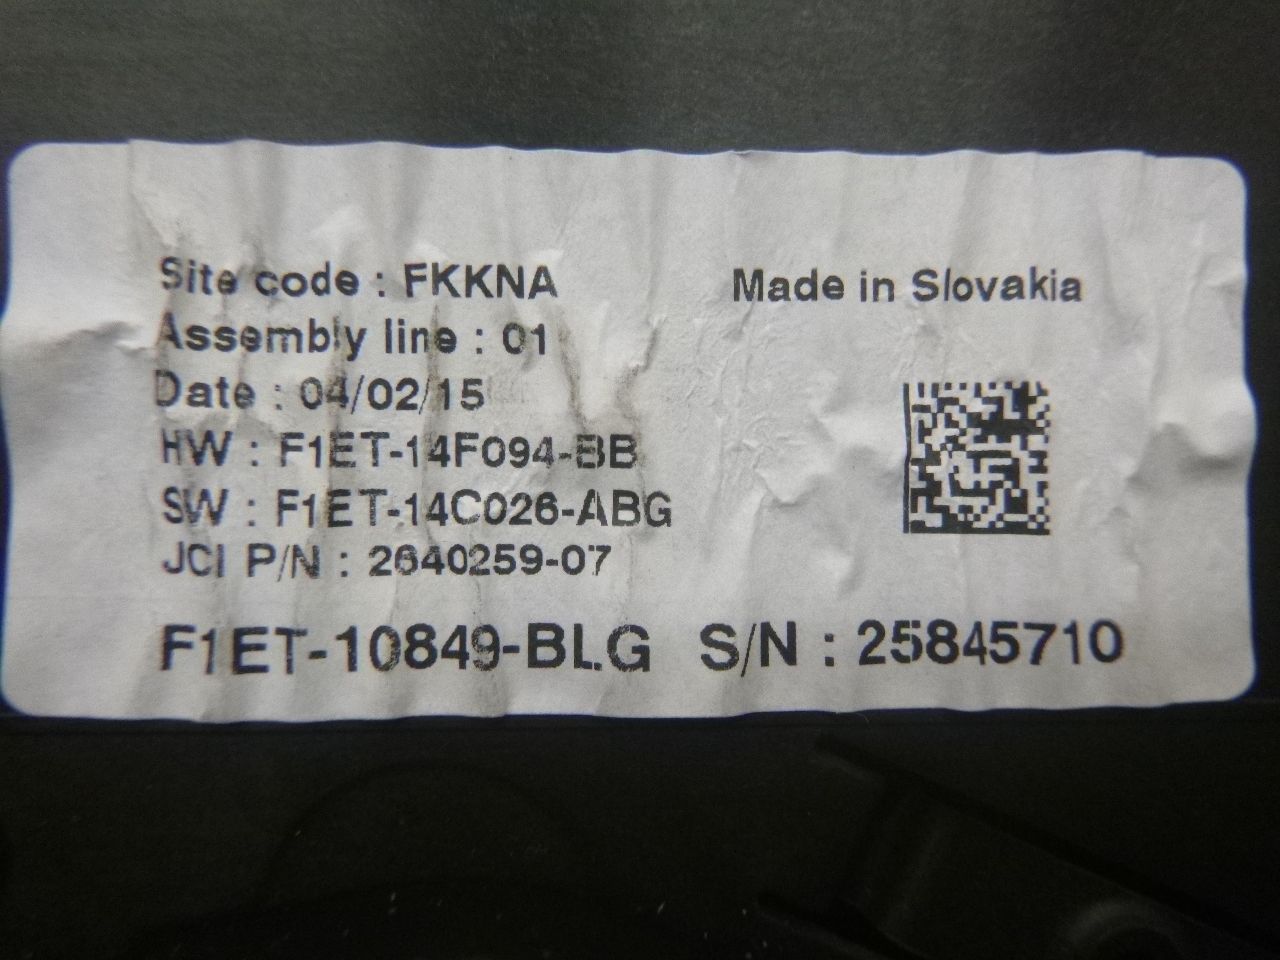 Site code : FKKNA
Made in Slovakia
Assembly line : 01
Date : 04/02/15
HW : F1ET-14F094-BB
SW : F1ET-14C026-ABG
JCI P/N : 2640259-07
F1ET-10849-BLG S/N : 25845710